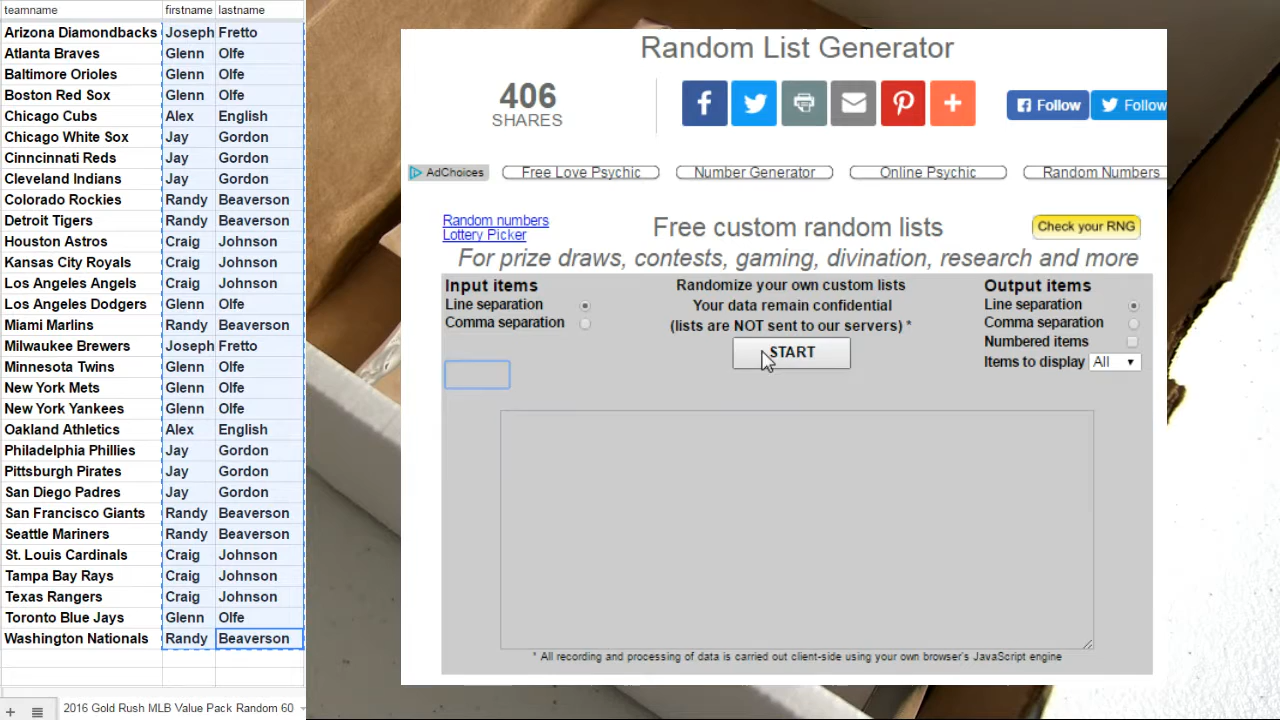 teamname firstname lastname
Arizona Diamondbacks Joseph Fretto
Atlanta Braves Glenn Olfe
Baltimore Orioles Glenn Olfe
Boston Red Sox Glenn Olfe
Chicago Cubs Alex English
Chicago White Sox Jay Gordon
Cinncinnati Reds Jay Gordon
Cleveland Indians Jay Gordon
Colorado Rockies Randy Beaverson
Detroit Tigers Randy Beaverson
Houston Astros Craig Johnson
Kansas City Royals Craig Johnson
Los Angeles Angels Craig Johnson
Los Angeles Dodgers Glenn Olfe
Miami Marlins Randy Beaverson
Milwaukee Brewers Joseph Fretto
Minnesota Twins Glenn Olfe
New York Mets Glenn Olfe
New York Yankees Glenn Olfe
Oakland Athletics Alex English
Philadelphia Phillies Jay Gordon
Pittsburgh Pirates Jay Gordon
San Diego Padres Jay Gordon
San Francisco Giants Randy Beaverson
Seattle Mariners Randy Beaverson
St. Louis Cardinals Craig Johnson
Tampa Bay Rays Craig Johnson
Texas Rangers Craig Johnson
Toronto Blue Jays Glenn Olfe
Washington Nationals Randy Beaverson
2016 Gold Rush MLB Value Pack Random 60
Random List Generator
406
SHARES
Follow Follow
AdChoices Free Love Psychic Number Generator Online Psychic Random Numbers
Random numbers
Lottery Picker
Free custom random lists
Check your RNG
For prize draws, contests, gaming, divination, research and more
Input items
Line separation
Comma separation
Randomize your own custom lists
Your data remain confidential
(lists are NOT sent to our servers) *
START
Output items
Line separation
Comma separation
Numbered items
Items to display All
* All recording and processing of data is carried out client-side using your own browser's JavaScript engine